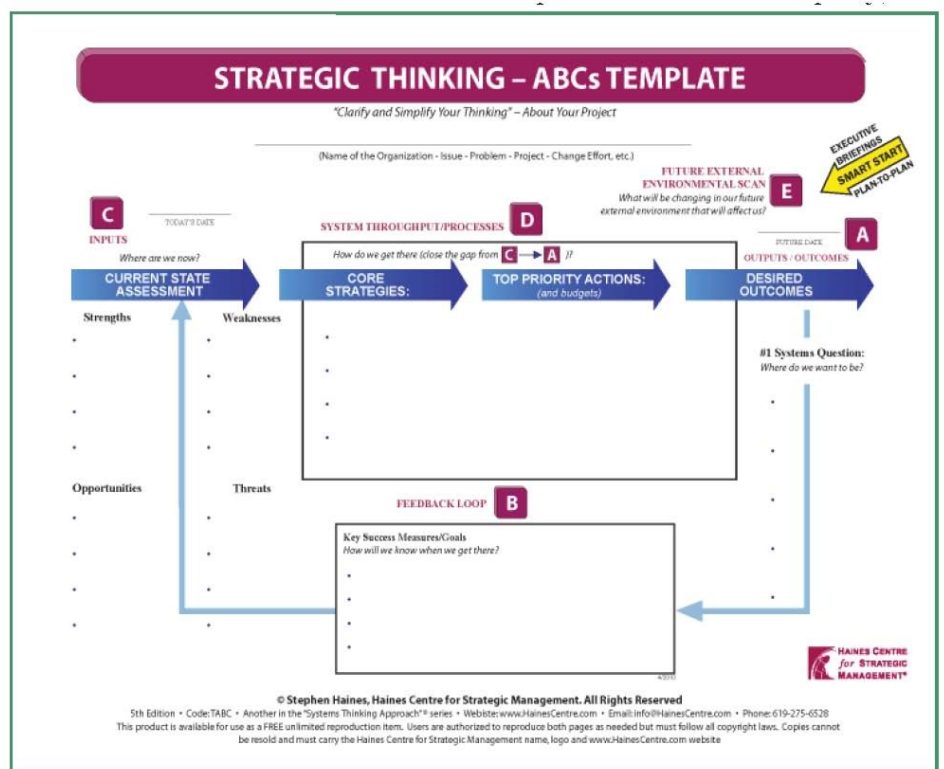 STRATEGIC THINKING – ABCs TEMPLATE
"Clarify and Simplify Your Thinking" – About Your Project
(Name of the Organization - Issue - Problem - Project - Change Effort, etc.)
EXECUTIVE
BRIEFINGS
SMART START
PLAN-TO-PLAN
FUTURE EXTERNAL
ENVIRONMENTAL SCAN
E
What will be changing in our future
external environment that will affect us?
C
TODAY'S DATE
INPUTS
Where are we now?
SYSTEM THROUGHPUT/PROCESSES
D
How do we get there (close the gap from C A )?
FUTURE DATE
A
OUTPUTS / OUTCOMES
CURRENT STATE
ASSESSMENT
CORE
STRATEGIES:
TOP PRIORITY ACTIONS:
(and budgets)
DESIRED
OUTCOMES
Strengths
Weaknesses
#1 Systems Question:
Where do we want to be?
Opportunities
Threats
FEEDBACK LOOP
B
Key Success Measures/Goals
How will we know when we get there?
HAINES CENTRE
for STRATEGIC
MANAGEMENT®
© Stephen Haines, Haines Centre for Strategic Management. All Rights Reserved
5th Edition • Code:TABC • Another in the "Systems Thinking Approach"® series • Webiste: www.HainesCentre.com • Email: info@HainesCentre.com • Phone: 619-275-6528
This product is available for use as a FREE unlimited reproduction item. Users are authorized to reproduce both pages as needed but must follow all copyright laws. Copies cannot
be resold and must carry the Haines Centre for Strategic Management name, logo and www.HainesCentre.com website